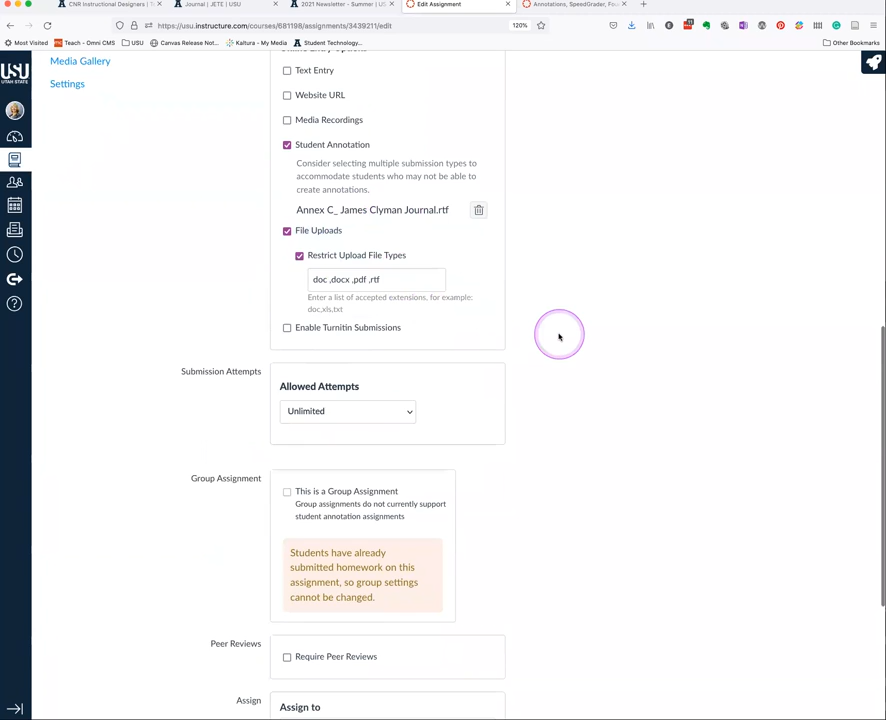 CNR Instructional Designers | T
Journal | JETE | USU
2021 Newsletter - Summer | T
Edit Assignment
Annotations, SpeedGrader, Fo
https://usu.instructure.com/courses/681198/assignments/3439211/edit
120%
Most Visited
Teach - Omni CMS
USU
Canvas Release Not...
Kaltura - My Media
Student Technology...
Other Bookmarks
USU
UTAH STATE
Media Gallery
Settings
Text Entry
Website URL
Media Recordings
Student Annotation
Consider selecting multiple submission types to
accommodate students who may not be able to
create annotations.
Annex C_ James Clyman Journal.rtf
File Uploads
Restrict Upload File Types
doc ,docx ,pdf ,rtf
Enter a list of accepted extensions, for example:
doc,xls,txt
Enable Turnitin Submissions
Submission Attempts
Allowed Attempts
Unlimited
Group Assignment
This is a Group Assignment
Group assignments do not currently support
student annotation assignments
Students have already
submitted homework on this
assignment, so group settings
cannot be changed.
Peer Reviews
Require Peer Reviews
Assign
Assign to